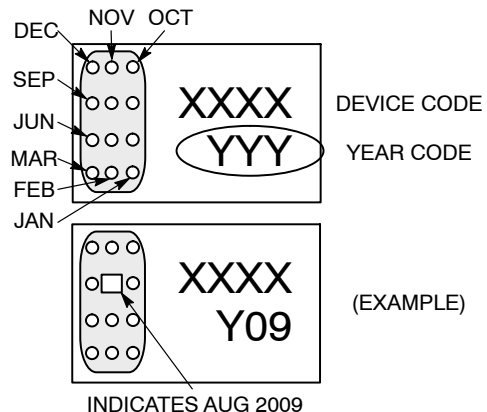 DEC NOV OCT
SEP
JUN
MAR
FEB
JAN
XXXX DEVICE CODE
YYY YEAR CODE
XXXX
Y09
(EXAMPLE)
INDICATES AUG 2009